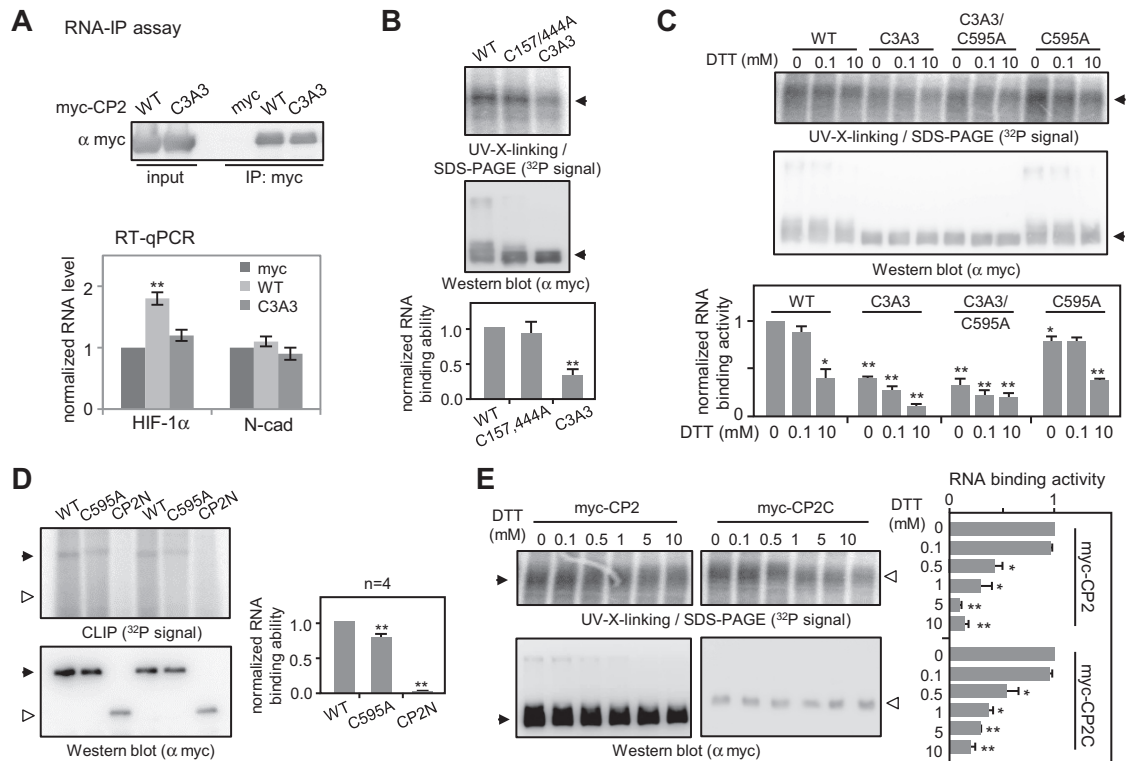 A
RNA-IP assay
myc-CP2 WT C3A3 myc WT C3A3
α myc
input IP: myc
RT-qPCR
normalized RNA level
2
1
0
**
myc
WT
C3A3
HIF-1α N-cad
B
WT C157/444A C3A3
UV-X-linking /
SDS-PAGE (³²P signal)
Western blot (α myc)
normalized RNA
binding ability
1.0
0.5
0
**
WT C157,444A C3A3
C
WT C3A3 C3A3/
C595A C595A
DTT (mM) 0 0.1 10 0 0.1 10 0 0.1 10 0 0.1 10
UV-X-linking / SDS-PAGE (³²P signal)
Western blot (α myc)
normalized RNA
binding activity
1
0
WT C3A3 C3A3/
C595A C595A
* ** ** ** ** ** ** * **
DTT (mM) 0 0.1 10 0 0.1 10 0 0.1 10 0 0.1 10
D
WT C595A CP2N WT C595A CP2N
CLIP (³²P signal)
Western blot (α myc)
n=4
normalized RNA
binding ability
1.0
0.5
0.0
** **
WT C595A CP2N
E
DTT
(mM)
myc-CP2 myc-CP2C
0 0.1 0.5 1 5 10 0 0.1 0.5 1 5 10
UV-X-linking / SDS-PAGE (³²P signal)
Western blot (α myc)
RNA binding activity
0 1
DTT
(mM)
0
0.1
0.5 *
1 *
5 **
10 **
myc-CP2
0
0.1
0.5 *
1 *
5 **
10 **
myc-CP2C